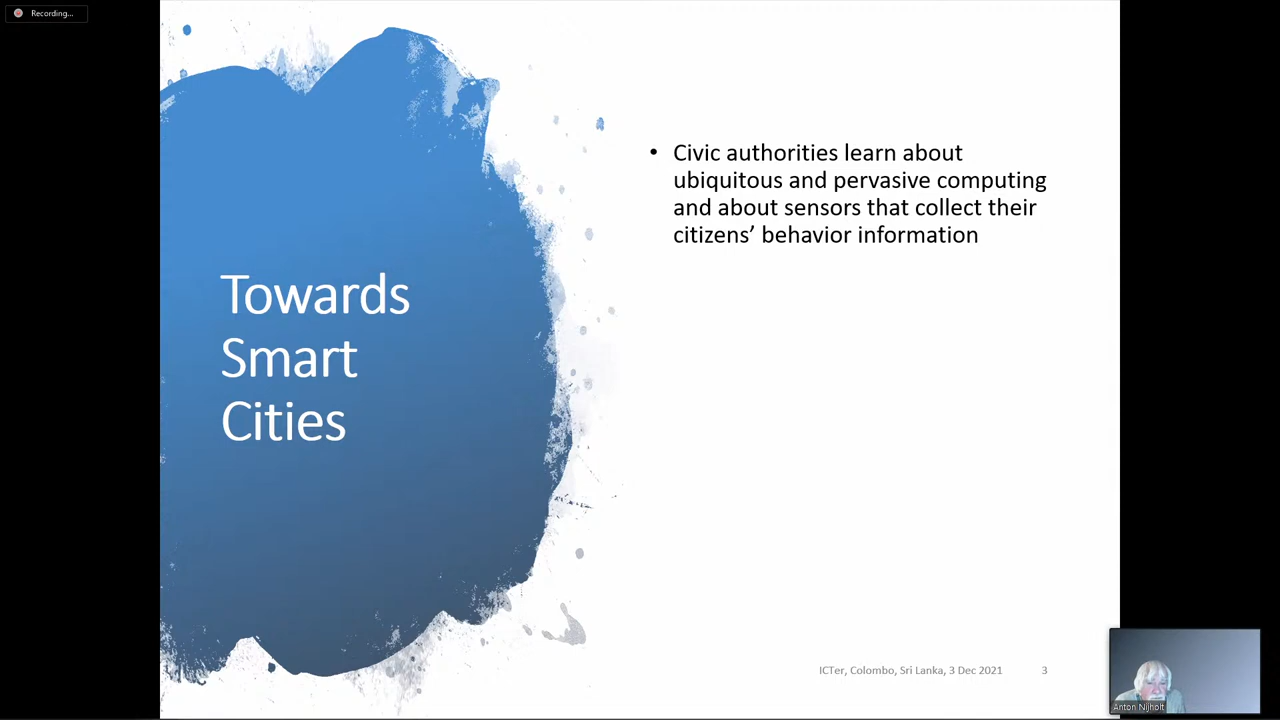 Recording...
Towards
Smart
Cities
• Civic authorities learn about
ubiquitous and pervasive computing
and about sensors that collect their
citizens’ behavior information
ICTer, Colombo, Sri Lanka, 3 Dec 2021
3
Anton Nijholt